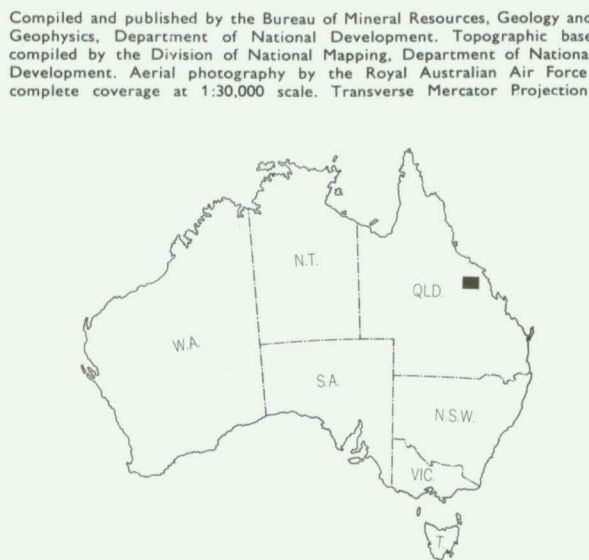 Compiled and published by the Bureau of Mineral Resources, Geology and
Geophysics, Department of National Development. Topographic base
compiled by the Division of National Mapping, Department of National
Development. Aerial photography by the Royal Australian Air Force
complete coverage at 1:30,000 scale. Transverse Mercator Projection
N.T.
QLD.
W.A.
S.A.
N.S.W.
VIC.
T.